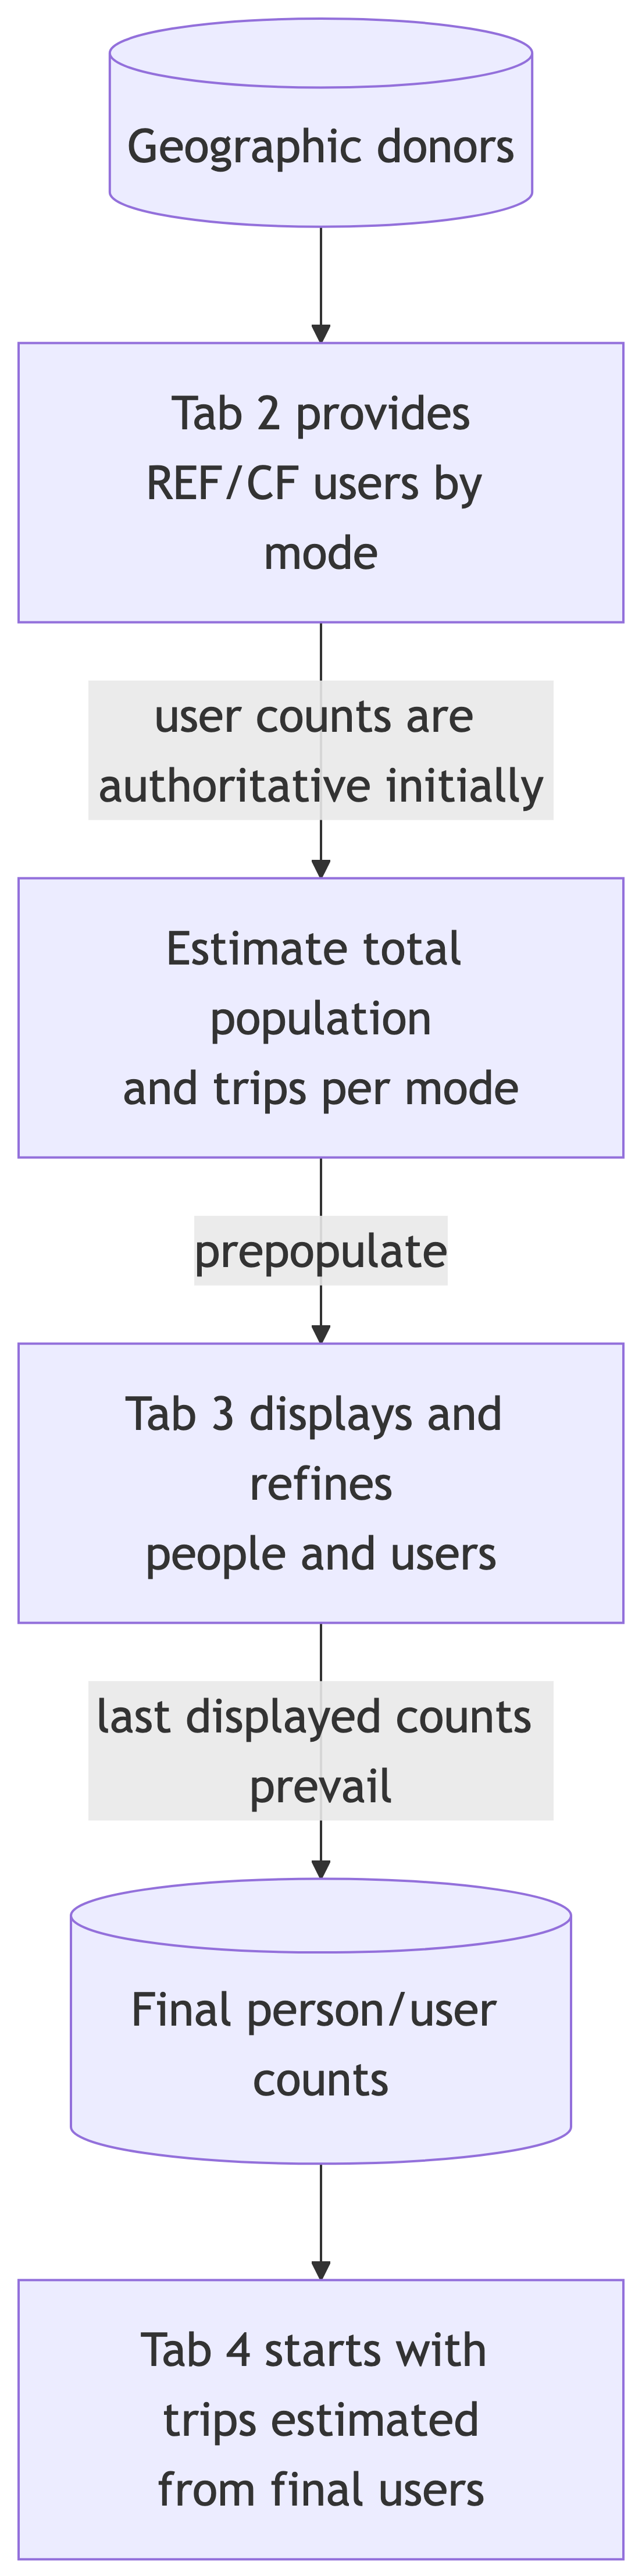 Geographic donors
Tab 2 provides
REF/CF users by
mode
user counts are
authoritative initially
Estimate total
population
and trips per mode
prepopulate
Tab 3 displays and
refines
people and users
last displayed counts
prevail
Final person/user
counts
Tab 4 starts with
trips estimated
from final users